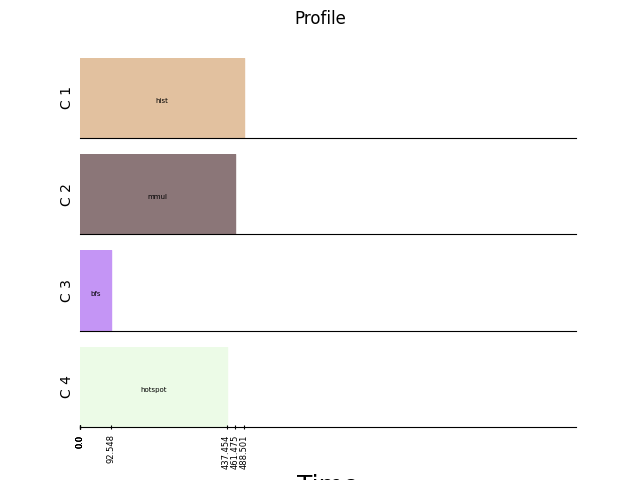 Profile
C 1
hist
C 2
mmul
C 3
bfs
C 4
hotspot
0.0
92.548
437.454
461.475
488.501
Time